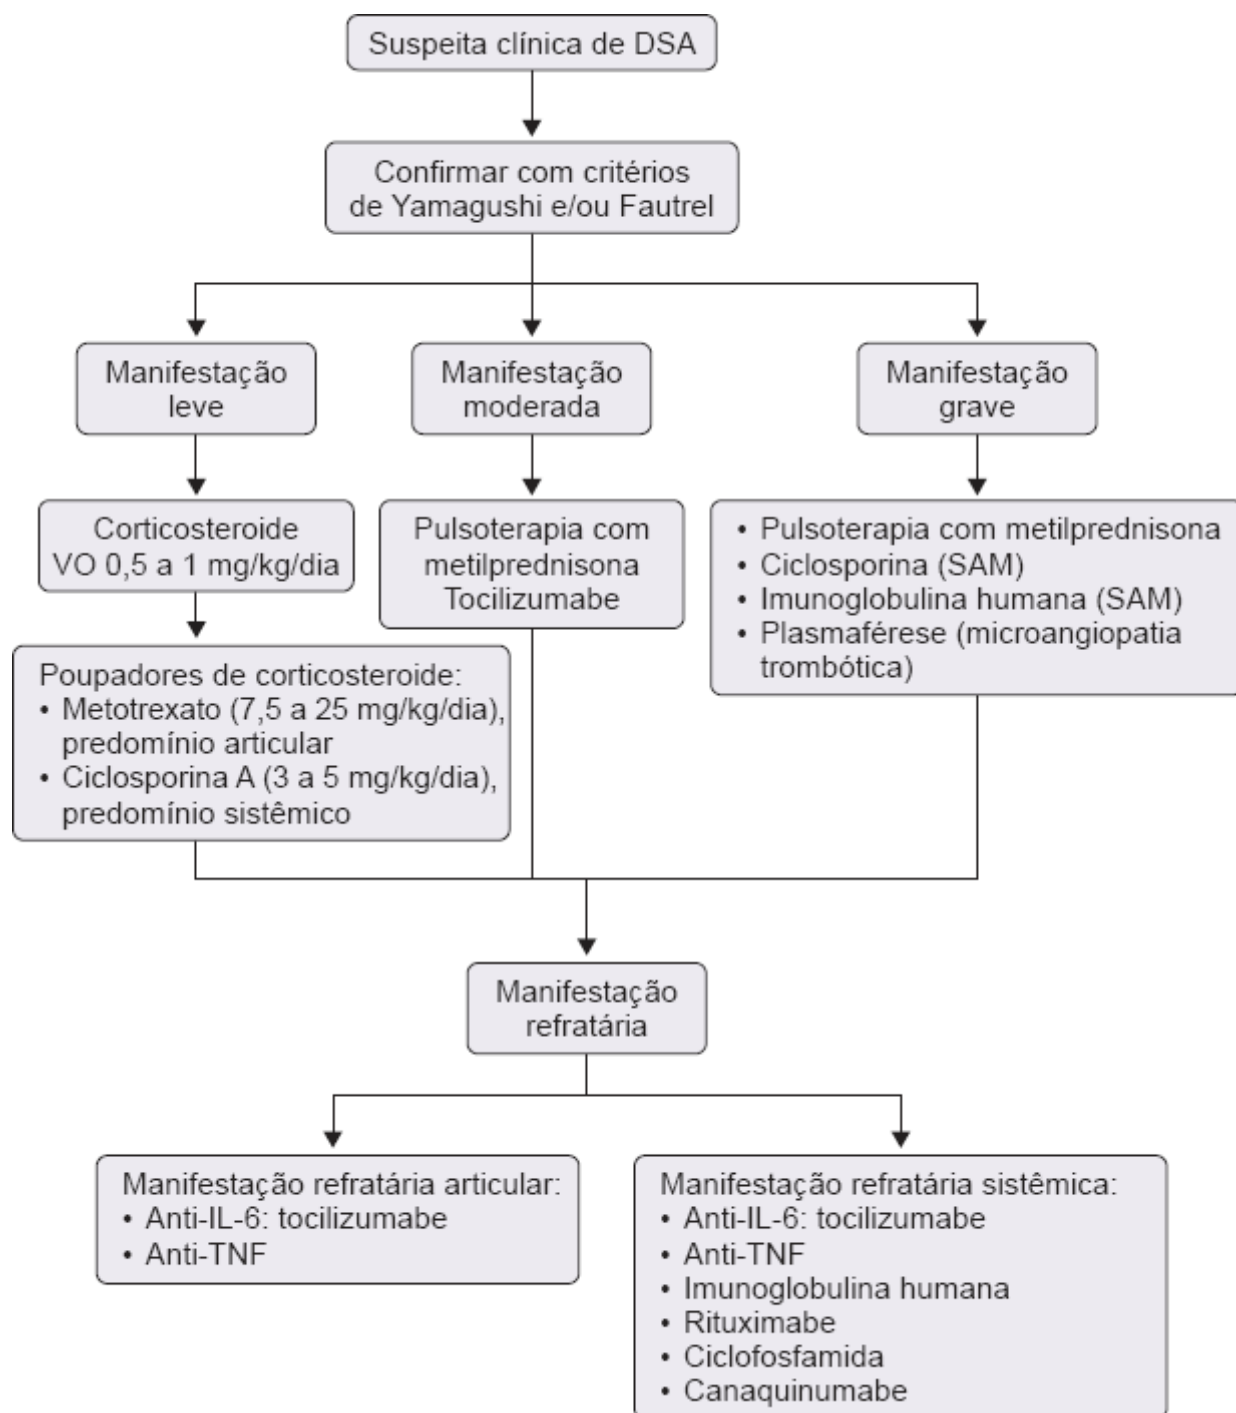 Suspeita clínica de DSA
Confirmar com critérios
de Yamagushi e/ou Fautrel
Manifestação
leve
Manifestação
moderada
Manifestação
grave
Corticosteroide
VO 0,5 a 1 mg/kg/dia
Pulsoterapia com
metilprednisona
Tocilizumabe
• Pulsoterapia com metilprednisona
• Ciclosporina (SAM)
• Imunoglobulina humana (SAM)
• Plasmaférese (microangiopatia
trombótica)
Poupadores de corticosteroide:
• Metotrexato (7,5 a 25 mg/kg/dia),
predomínio articular
• Ciclosporina A (3 a 5 mg/kg/dia),
predomínio sistêmico
Manifestação
refratária
Manifestação refratária articular:
• Anti-IL-6: tocilizumabe
• Anti-TNF
Manifestação refratária sistêmica:
• Anti-IL-6: tocilizumabe
• Anti-TNF
• Imunoglobulina humana
• Rituximabe
• Ciclofosfamida
• Canaquinumabe